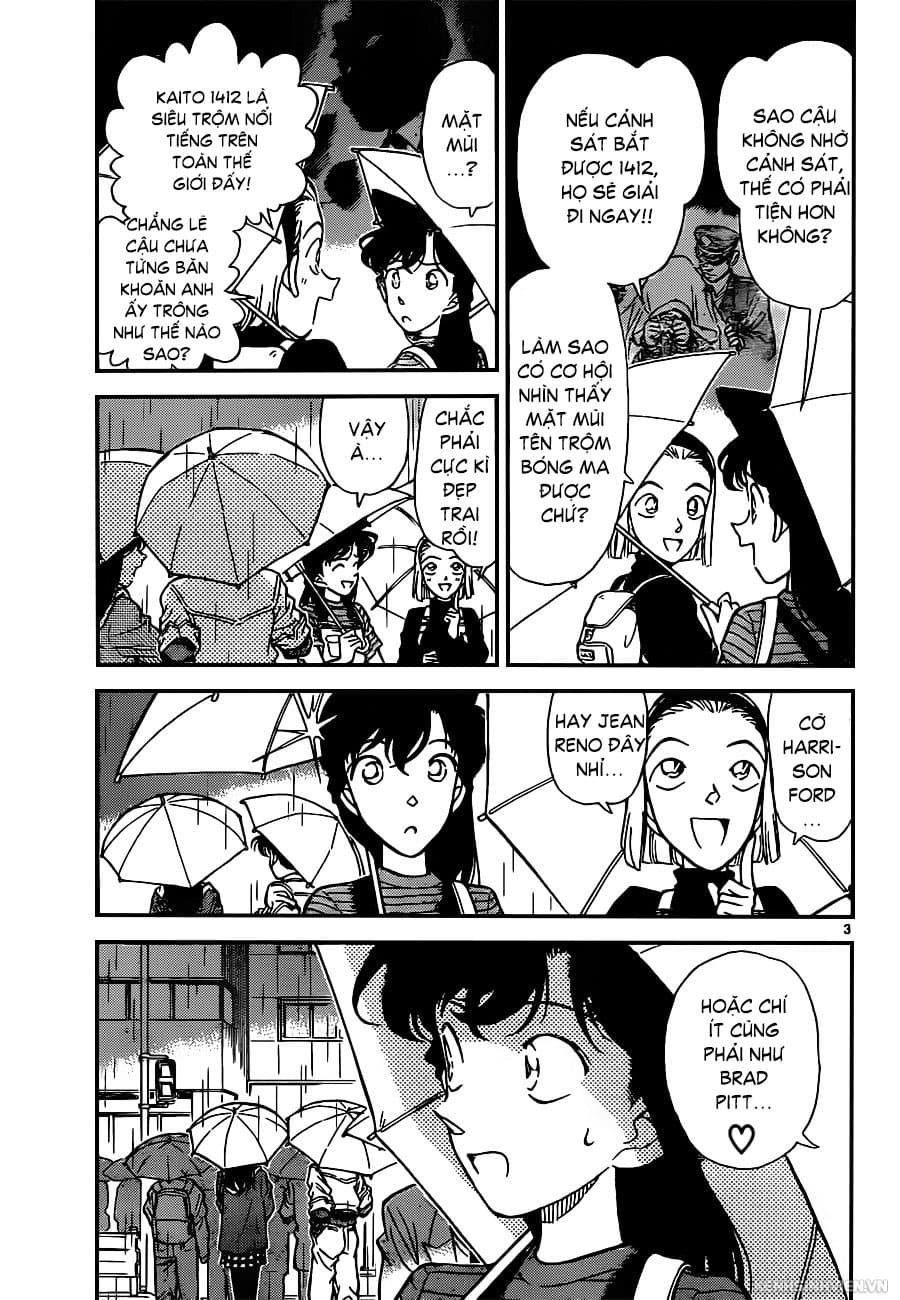 SAO CẬU
KHÔNG NHỜ
CẢNH SÁT,
THẾ CÓ PHẢI
TIỆN HƠN
KHÔNG?
NẾU CẢNH
SÁT BẮT
ĐƯỢC 1412,
HỌ SẼ GIẢI
ĐI NGAY!!
LÀM SAO
CÓ CƠ HỘI
NHÌN THẤY
MẶT MŨI
TÊN TRỘM
BÓNG MA
ĐƯỢC
CHỨ?
MẶT
MŨI
...?
KAITO 1412 LÀ
SIÊU TRỘM NỔI
TIẾNG TRÊN
TOÀN THẾ
GIỚI ĐẤY!
CHẲNG LẼ
CẬU CHƯA
TỪNG BĂN
KHOĂN ANH
ẤY TRÔNG
NHƯ THẾ NÀO
SAO?
CHẮC
PHẢI
CỰC KÌ
ĐẸP
TRAI
RỒI!
VẬY
À...
CỠ
HARRI-
SON
FORD
...
HAY JEAN
RENO ĐÂY
NHỈ...
3
HOẶC CHÍ
ÍT CŨNG
PHẢI NHƯ
BRAD
PITT...
♡